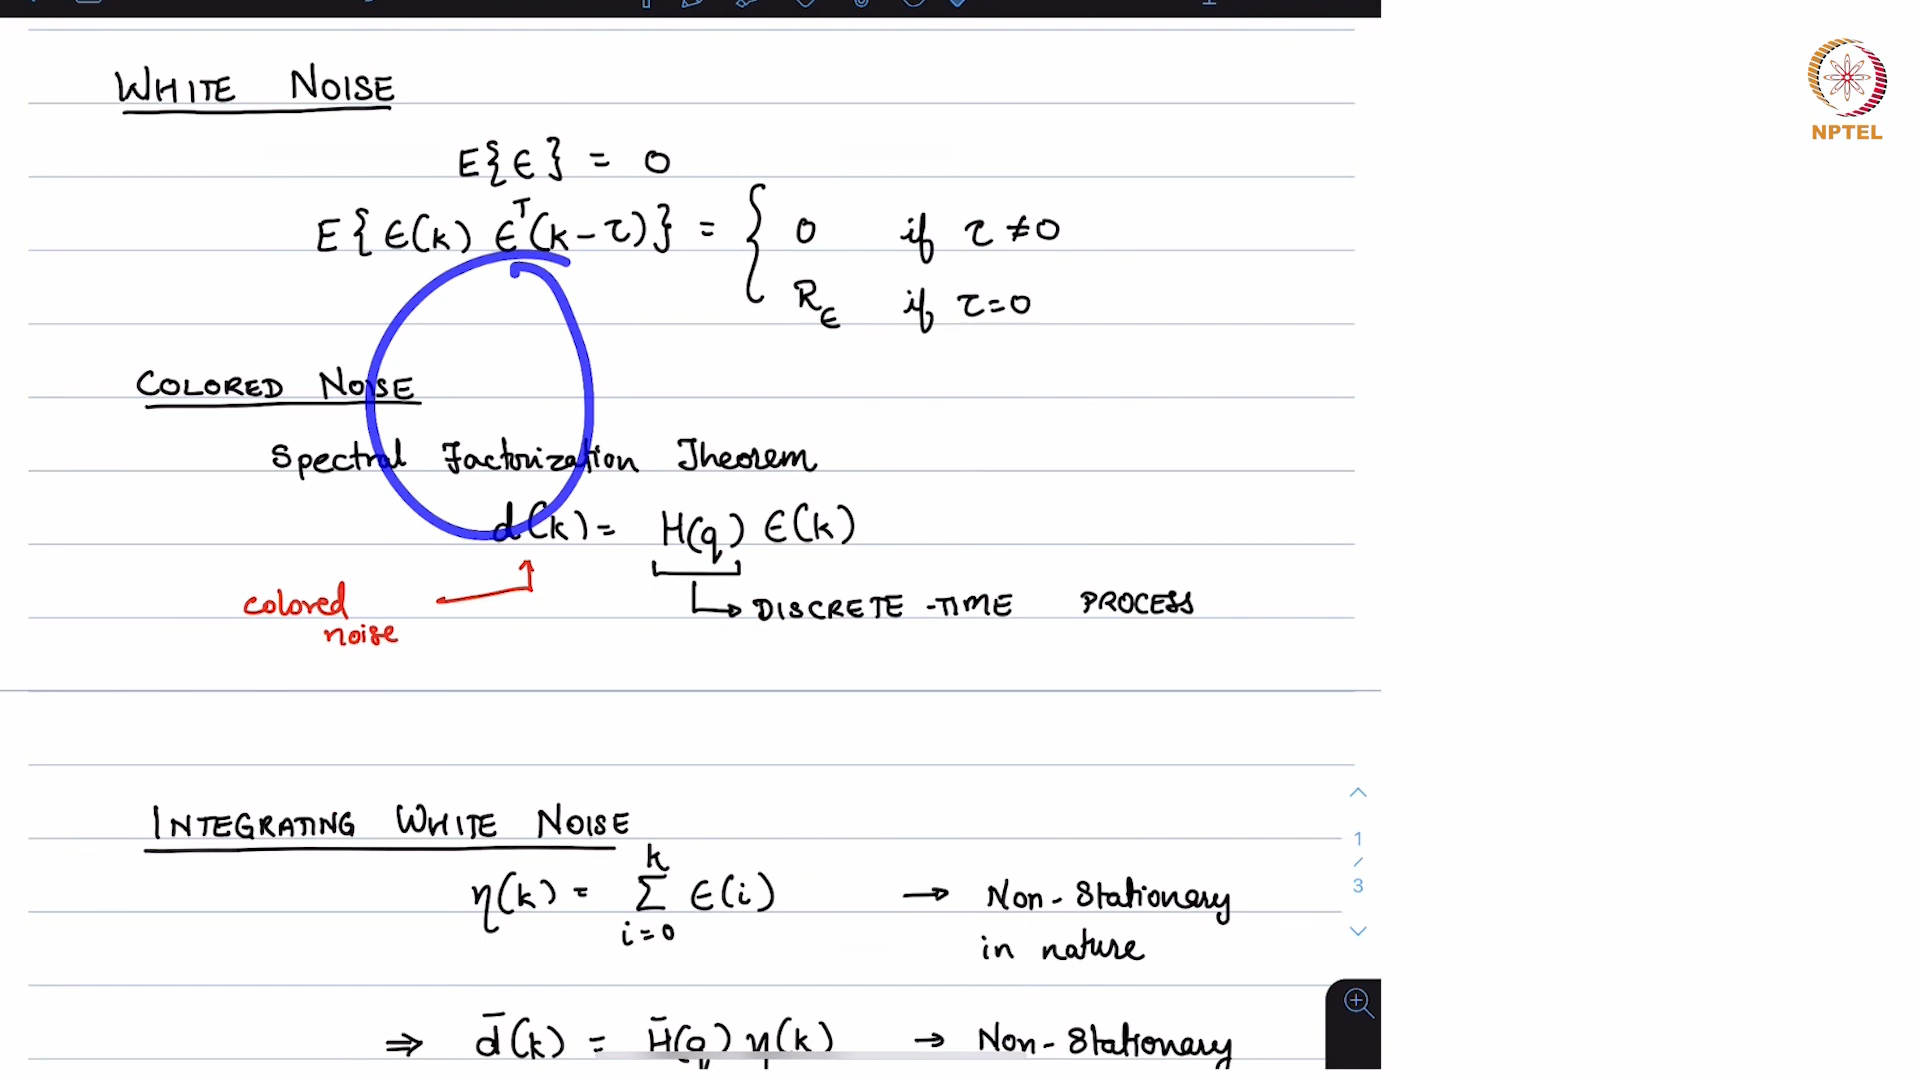 WHITE NOISE
NPTEL
E{ϵ} = 0
E{ϵ(k) ϵᵀ(k-τ)} = { 0 if τ ≠ 0
R_ϵ if τ=0
COLORED NOISE
Spectral Factorization Theorem
d(k) = H(q) ϵ(k)
colored noise
DISCRETE-TIME PROCESS
INTEGRATING WHITE NOISE
η(k) = Σ_{i=0}^{k} ϵ(i) → Non-Stationary
in nature
⇒ d̄(k) = H̄(q) η(k) → Non-Stationary
1
/
3